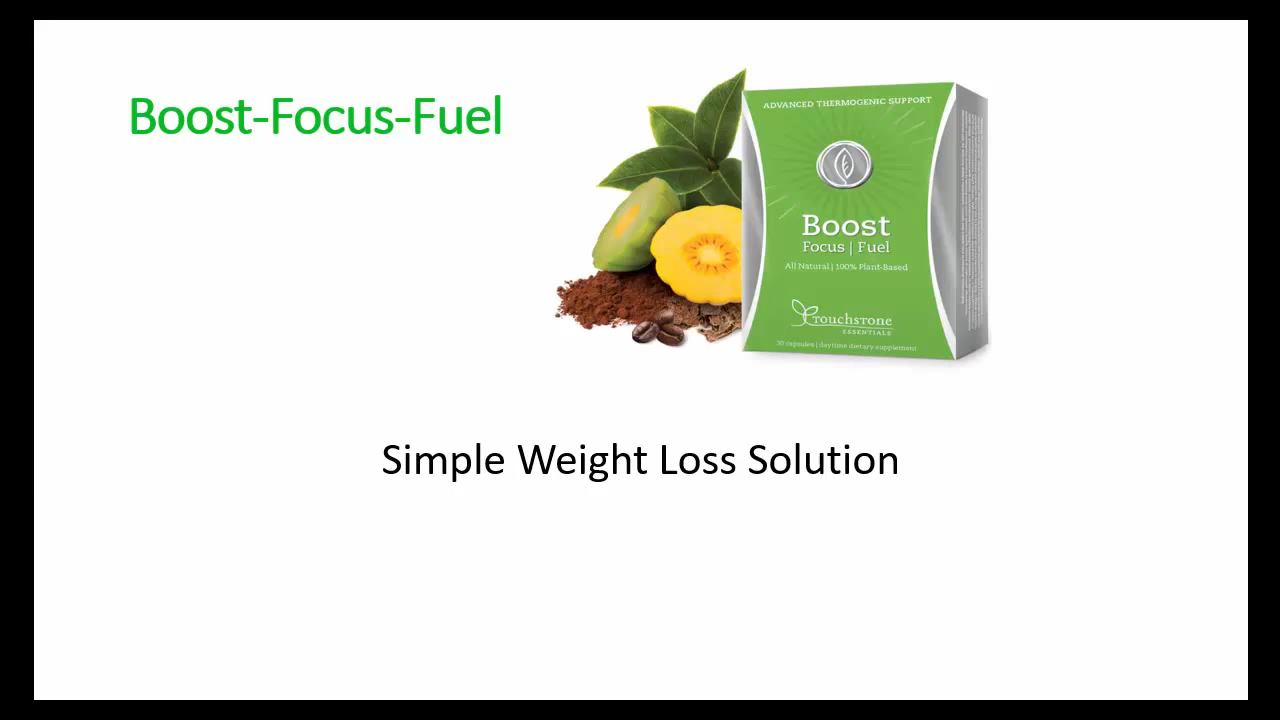 Boost-Focus-Fuel
ADVANCED THERMOGENIC SUPPORT
Boost
Focus | Fuel
All Natural | 100% Plant-Based
touchstone
ESSENTIALS
30 capsules | daytime dietary supplement
Simple Weight Loss Solution